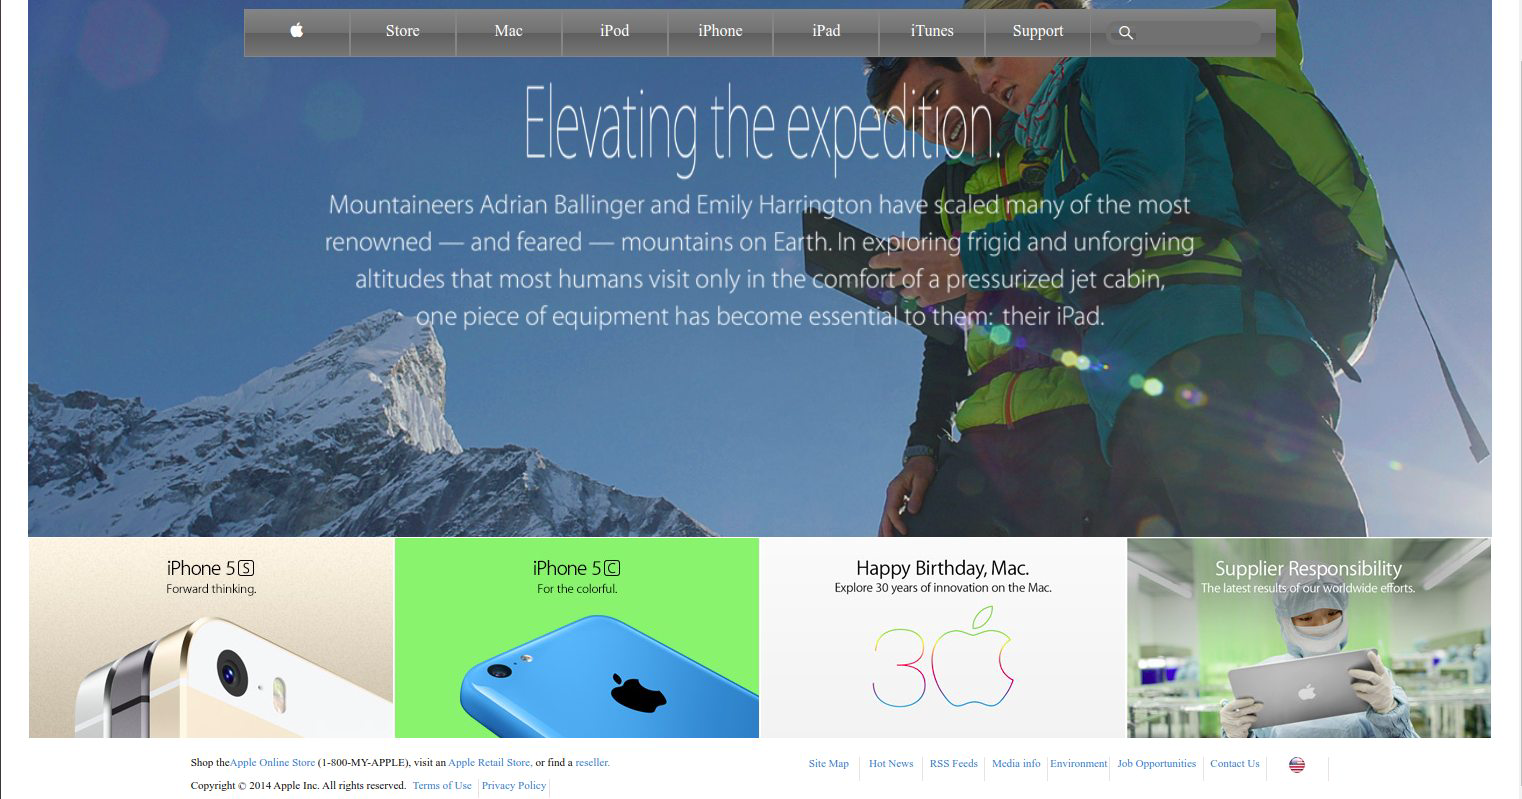 Store Mac iPod iPhone iPad iTunes Support
Elevating the expedition.
Mountaineers Adrian Ballinger and Emily Harrington have scaled many of the most
renowned — and feared — mountains on Earth. In exploring frigid and unforgiving
altitudes that most humans visit only in the comfort of a pressurized jet cabin,
one piece of equipment has become essential to them: their iPad.
iPhone 5S
Forward thinking.
iPhone 5C
For the colorful.
Happy Birthday, Mac.
Explore 30 years of innovation on the Mac.
30
Supplier Responsibility
The latest results of our worldwide efforts.
Shop theApple Online Store (1-800-MY-APPLE), visit an Apple Retail Store, or find a reseller.
Site Map Hot News RSS Feeds Media info Environment Job Opportunities Contact Us
Copyright © 2014 Apple Inc. All rights reserved. Terms of Use Privacy Policy